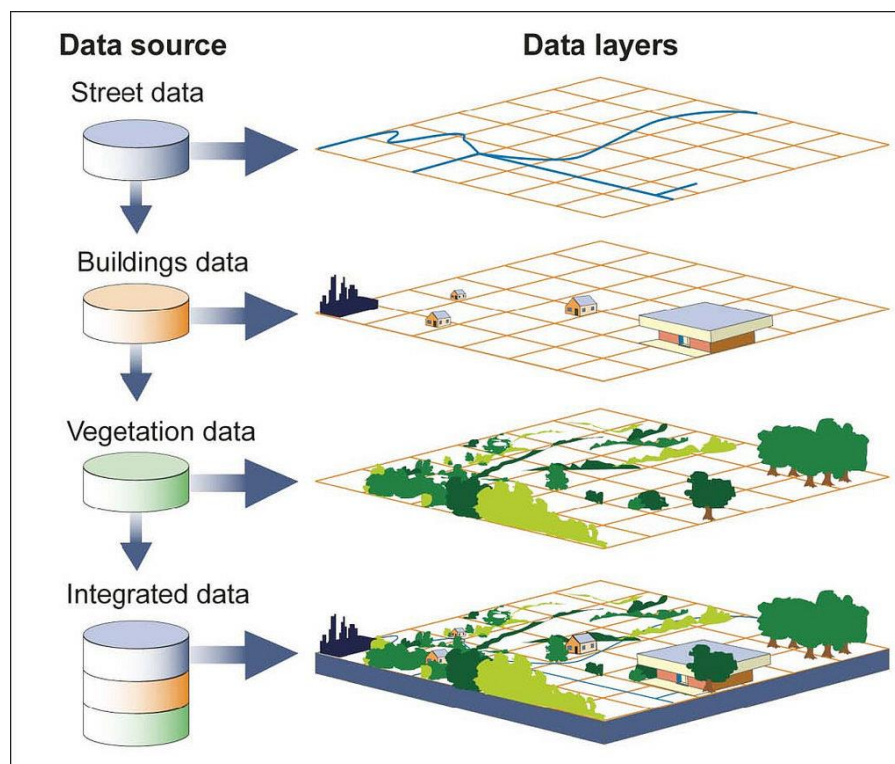 Data source
Data layers
Street data
Buildings data
Vegetation data
Integrated data